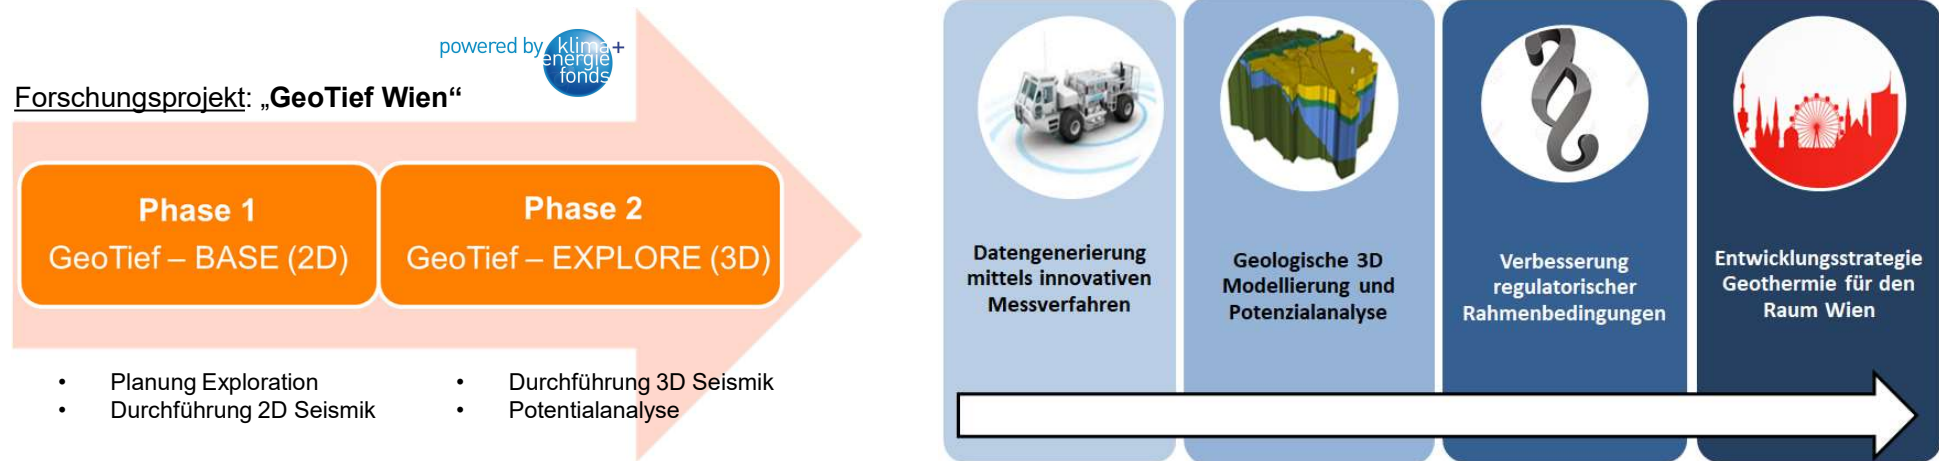 powered by klima+
energie
fonds
Forschungsprojekt: „GeoTief Wien“
Phase 1
GeoTief – BASE (2D)
Phase 2
GeoTief – EXPLORE (3D)
• Planung Exploration
• Durchführung 2D Seismik
• Durchführung 3D Seismik
• Potentialanalyse
Datengenerierung
mittels innovativen
Messverfahren
Geologische 3D
Modellierung und
Potenzialanalyse
Verbesserung
regulatorischer
Rahmenbedingungen
Entwicklungsstrategie
Geothermie für den
Raum Wien